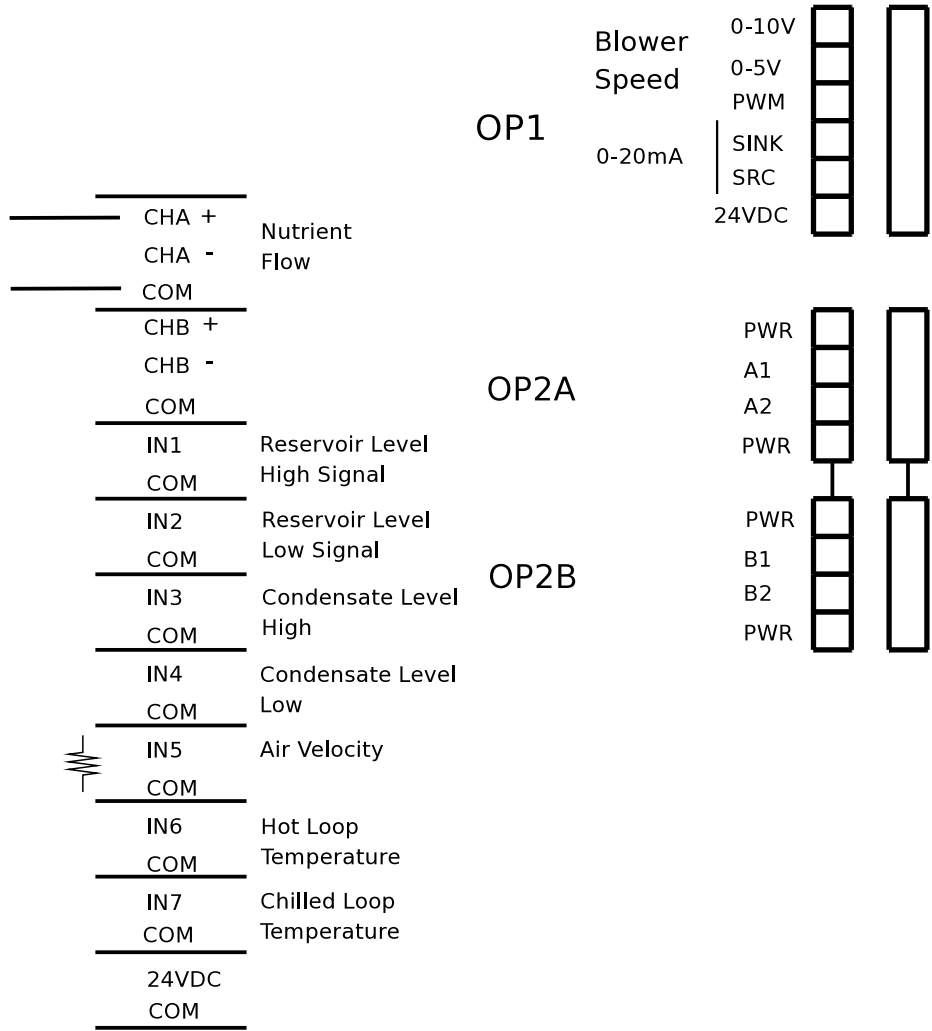 CHA +
CHA -
COM
Nutrient
Flow
CHB +
CHB -
COM
IN1
COM
Reservoir Level
High Signal
IN2
COM
Reservoir Level
Low Signal
IN3
COM
Condensate Level
High
IN4
COM
Condensate Level
Low
IN5
COM
Air Velocity
IN6
COM
Hot Loop
Temperature
IN7
COM
Chilled Loop
Temperature
24VDC
COM
OP1
Blower
Speed
0-10V
0-5V
PWM
0-20mA
SINK
SRC
24VDC
OP2A
PWR
A1
A2
PWR
OP2B
PWR
B1
B2
PWR